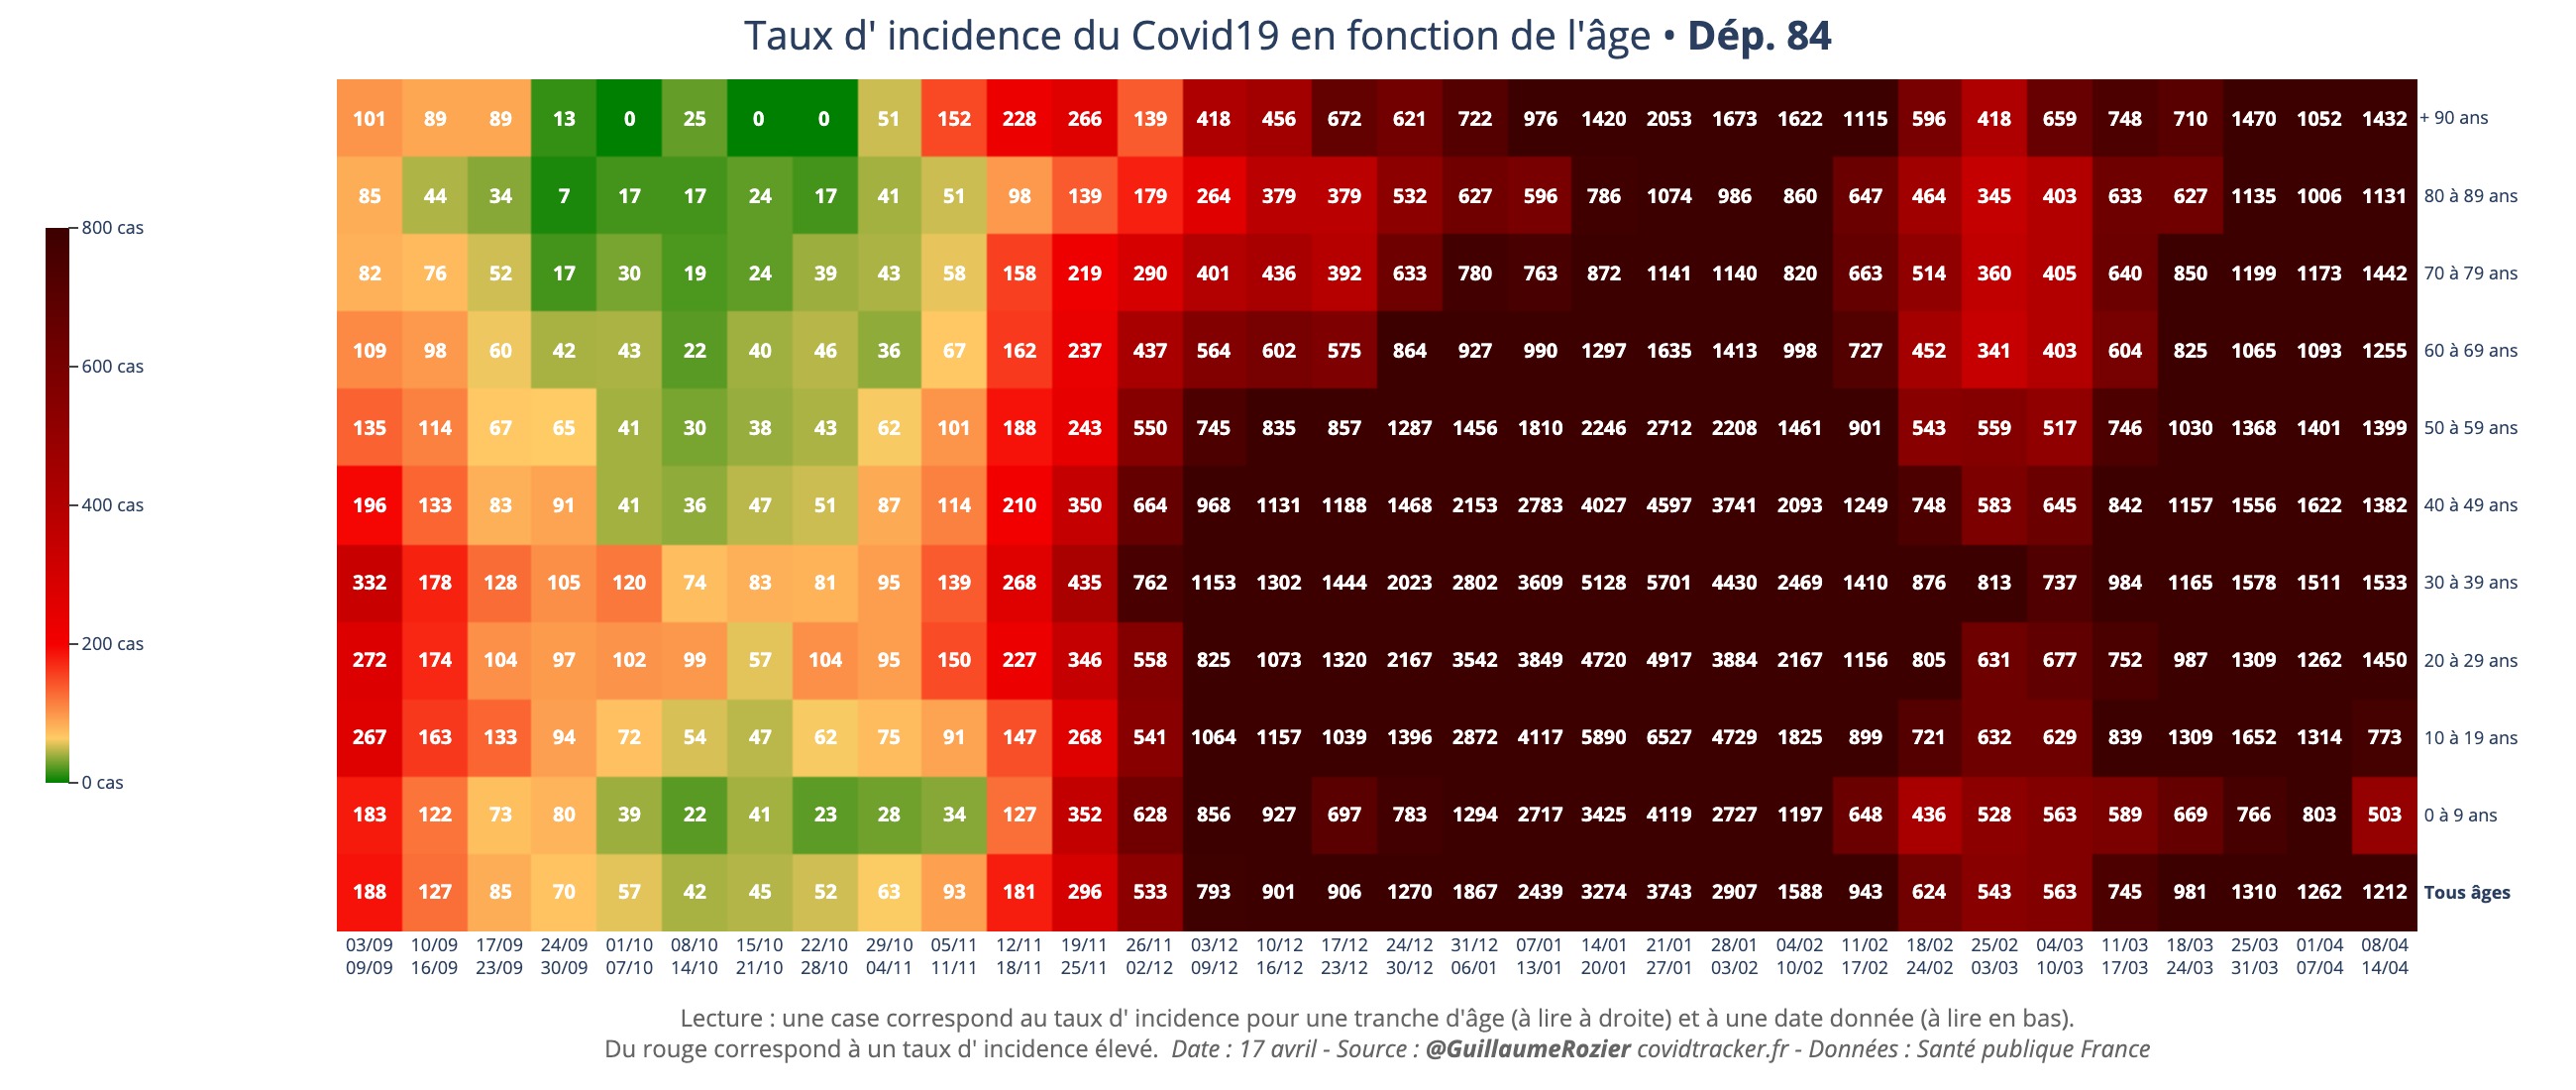 Taux d' incidence du Covid19 en fonction de l'âge • Dép. 84
800 cas
600 cas
400 cas
200 cas
0 cas
101 89 89 13 0 25 0 0 51 152 228 266 139 418 456 672 621 722 976 1420 2053 1673 1622 1115 596 418 659 748 710 1470 1052 1432 + 90 ans
85 44 34 7 17 17 24 17 41 51 98 139 179 264 379 379 532 627 596 786 1074 986 860 647 464 345 403 633 627 1135 1006 1131 80 à 89 ans
82 76 52 17 30 19 24 39 43 58 158 219 290 401 436 392 633 780 763 872 1141 1140 820 663 514 360 405 640 850 1199 1173 1442 70 à 79 ans
109 98 60 42 43 22 40 46 36 67 162 237 437 564 602 575 864 927 990 1297 1635 1413 998 727 452 341 403 604 825 1065 1093 1255 60 à 69 ans
135 114 67 65 41 30 38 43 62 101 188 243 550 745 835 857 1287 1456 1810 2246 2712 2208 1461 901 543 559 517 746 1030 1368 1401 1399 50 à 59 ans
196 133 83 91 41 36 47 51 87 114 210 350 664 968 1131 1188 1468 2153 2783 4027 4597 3741 2093 1249 748 583 645 842 1157 1556 1622 1382 40 à 49 ans
332 178 128 105 120 74 83 81 95 139 268 435 762 1153 1302 1444 2023 2802 3609 5128 5701 4430 2469 1410 876 813 737 984 1165 1578 1511 1533 30 à 39 ans
272 174 104 97 102 99 57 104 95 150 227 346 558 825 1073 1320 2167 3542 3849 4720 4917 3884 2167 1156 805 631 677 752 987 1309 1262 1450 20 à 29 ans
267 163 133 94 72 54 47 62 75 91 147 268 541 1064 1157 1039 1396 2872 4117 5890 6527 4729 1825 899 721 632 629 839 1309 1652 1314 773 10 à 19 ans
183 122 73 80 39 22 41 23 28 34 127 352 628 856 927 697 783 1294 2717 3425 4119 2727 1197 648 436 528 563 589 669 766 803 503 0 à 9 ans
188 127 85 70 57 42 45 52 63 93 181 296 533 793 901 906 1270 1867 2439 3274 3743 2907 1588 943 624 543 563 745 981 1310 1262 1212 Tous âges
03/09 10/09 17/09 24/09 01/10 08/10 15/10 22/10 29/10 05/11 12/11 19/11 26/11 03/12 10/12 17/12 24/12 31/12 07/01 14/01 21/01 28/01 04/02 11/02 18/02 25/02 04/03 11/03 18/03 25/03 01/04 08/04
09/09 16/09 23/09 30/09 07/10 14/10 21/10 28/10 04/11 11/11 18/11 25/11 02/12 09/12 16/12 23/12 30/12 06/01 13/01 20/01 27/01 03/02 10/02 17/02 24/02 03/03 10/03 17/03 24/03 31/03 07/04 14/04
Lecture : une case correspond au taux d' incidence pour une tranche d'âge (à lire à droite) et à une date donnée (à lire en bas).
Du rouge correspond à un taux d' incidence élevé. Date : 17 avril - Source : @GuillaumeRozier covidtracker.fr - Données : Santé publique France